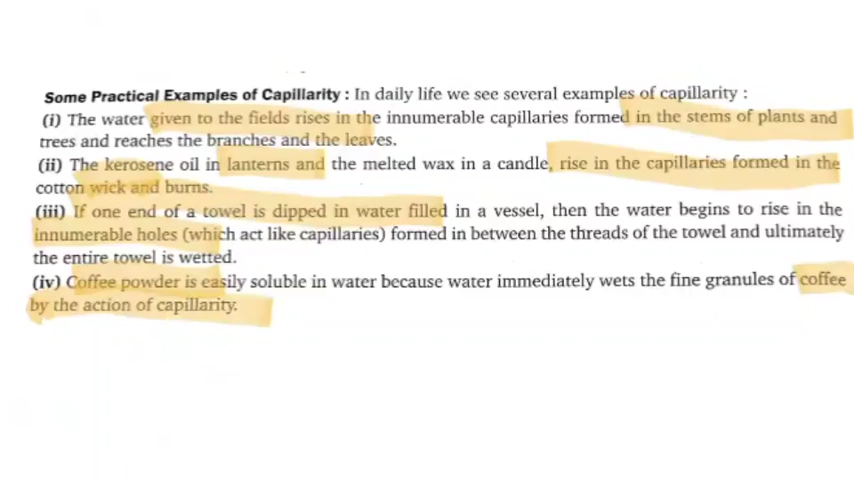 Some Practical Examples of Capillarity : In daily life we see several examples of capillarity :
(i) The water given to the fields rises in the innumerable capillaries formed in the stems of plants and
trees and reaches the branches and the leaves.
(ii) The kerosene oil in lanterns and the melted wax in a candle, rise in the capillaries formed in the
cotton wick and burns.
(iii) If one end of a towel is dipped in water filled in a vessel, then the water begins to rise in the
innumerable holes (which act like capillaries) formed in between the threads of the towel and ultimately
the entire towel is wetted.
(iv) Coffee powder is easily soluble in water because water immediately wets the fine granules of coffee
by the action of capillarity.